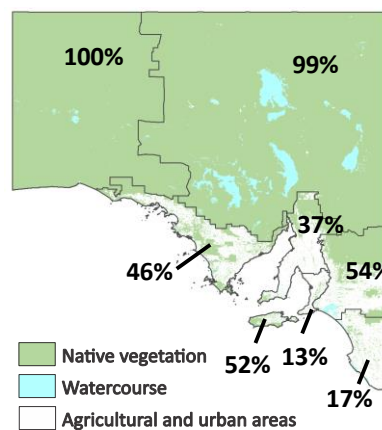 100%
99%
37%
46%
54%
52%
13%
17%
Native vegetation
Watercourse
Agricultural and urban areas